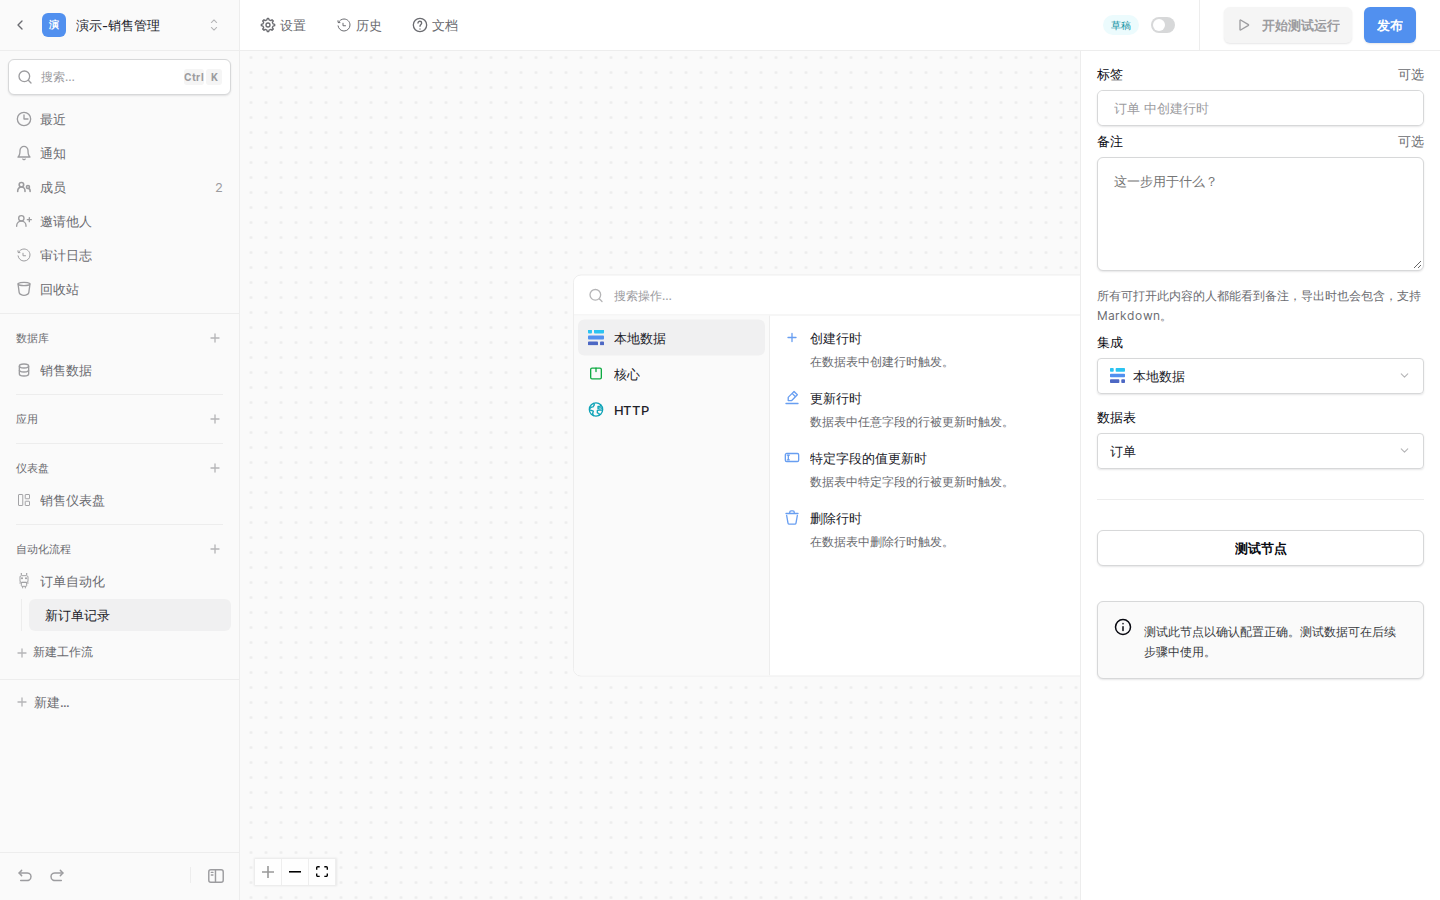 演 演示-销售管理
设置
历史
文档
草稿
开始测试运行
发布
搜索... Ctrl K
最近
通知
成员 2
邀请他人
审计日志
回收站
数据库
销售数据
应用
仪表盘
销售仪表盘
自动化流程
订单自动化
新订单记录
新建工作流
新建...
搜索操作...
本地数据
核心
HTTP
创建行时
在数据表中创建行时触发。
更新行时
数据表中任意字段的行被更新时触发。
特定字段的值更新时
数据表中特定字段的行被更新时触发。
删除行时
在数据表中删除行时触发。
标签 可选
订单 中创建行时
备注 可选
这一步用于什么？
所有可打开此内容的人都能看到备注，导出时也会包含，支持
Markdown。
集成
本地数据
数据表
订单
测试节点
测试此节点以确认配置正确。测试数据可在后续
步骤中使用。